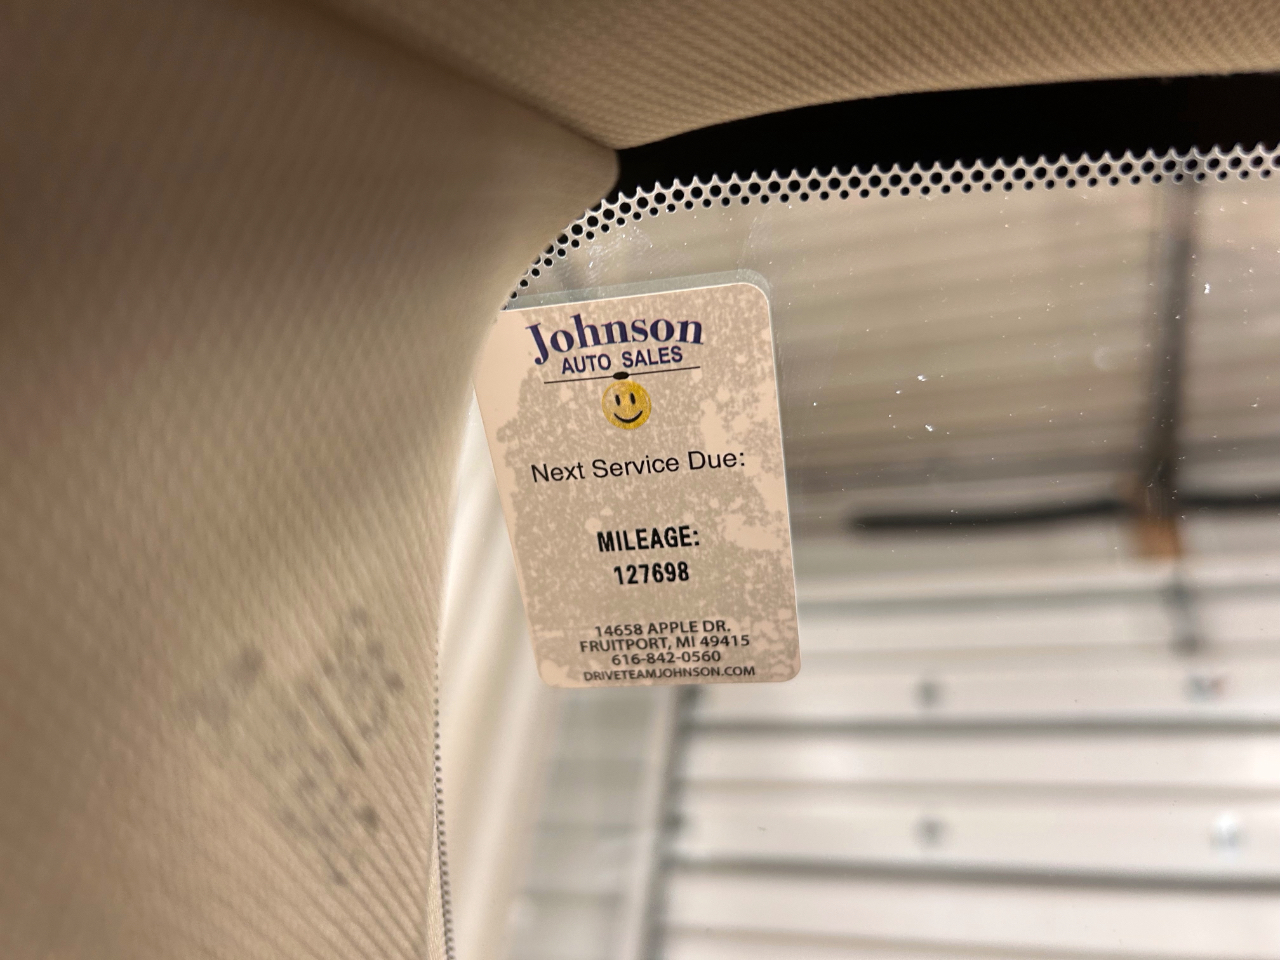 Johnson
AUTO SALES
Next Service Due:
MILEAGE:
127698
14658 APPLE DR.
FRUITPORT, MI 49415
616-842-0560
DRIVETEAMJOHNSON.COM